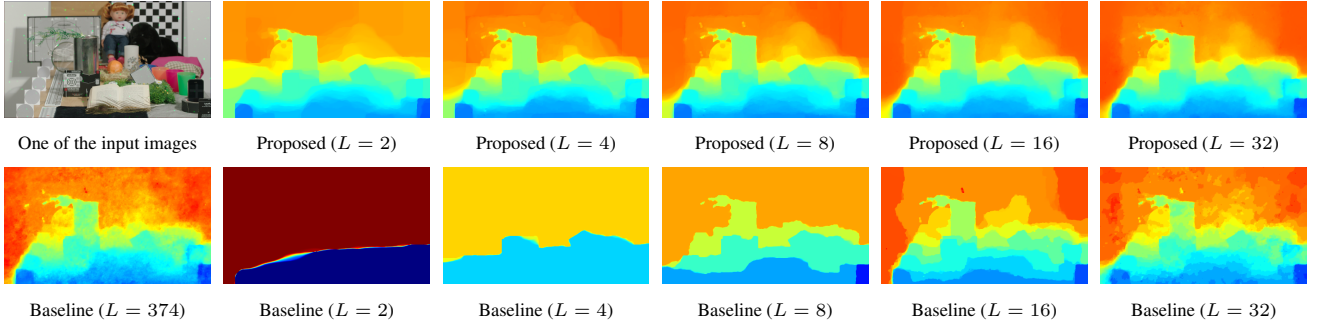 One of the input images
Proposed (L = 2)
Proposed (L = 4)
Proposed (L = 8)
Proposed (L = 16)
Proposed (L = 32)
Baseline (L = 374)
Baseline (L = 2)
Baseline (L = 4)
Baseline (L = 8)
Baseline (L = 16)
Baseline (L = 32)